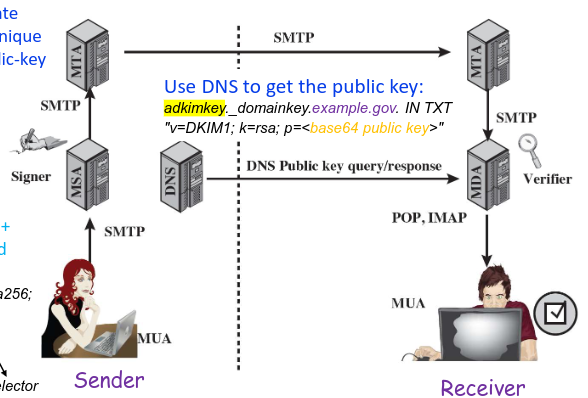 ate
nique
lic-key
SMTP
MTA
MTA
Use DNS to get the public key:
adkimkey._domainkey.example.gov. IN TXT
"v=DKIM1; k=rsa; p=<base64 public key>"
SMTP
SMTP
Signer
MSA
DNS
DNS Public key query/response
MDA
Verifier
+
d
SMTP
POP, IMAP
a256;
MUA
MUA
elector
Sender
Receiver